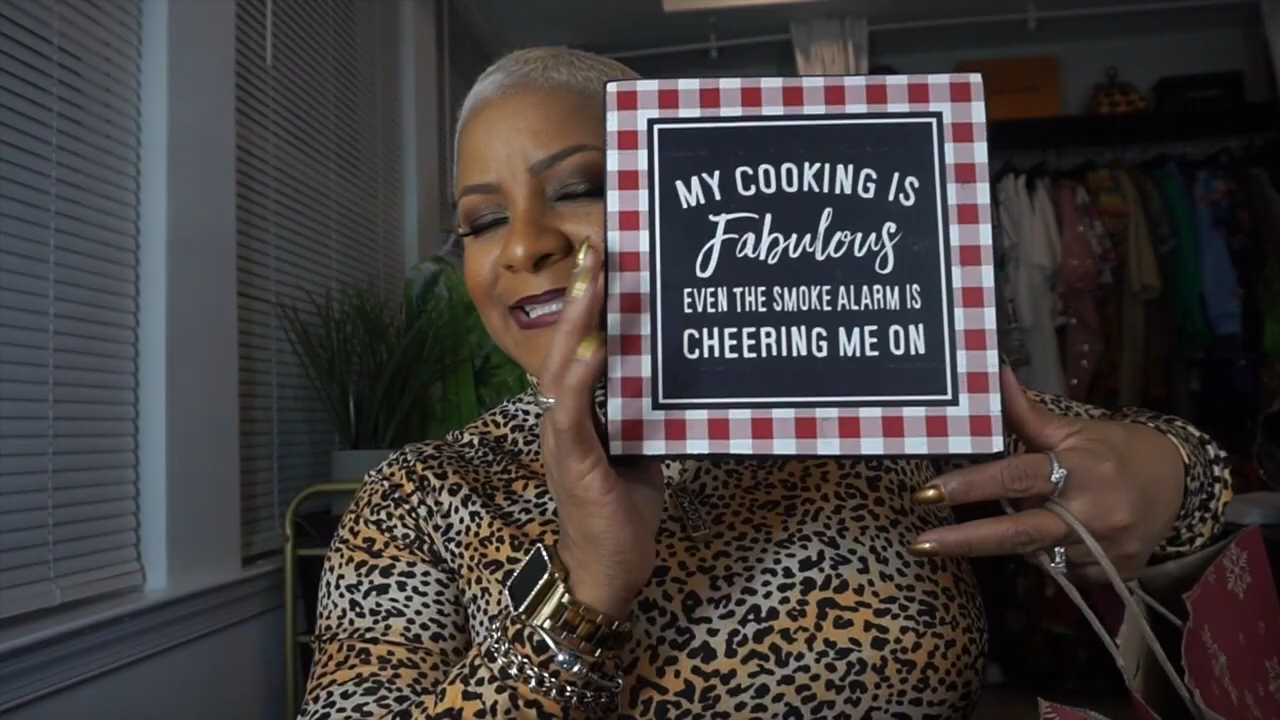 MY COOKING IS
Fabulous
EVEN THE SMOKE ALARM IS
CHEERING ME ON